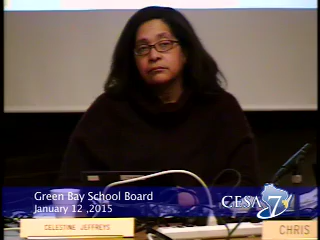 Green Bay School Board
January 12 ,2015
CESA 7
CELESTINE JEFFREYS
CHRIS